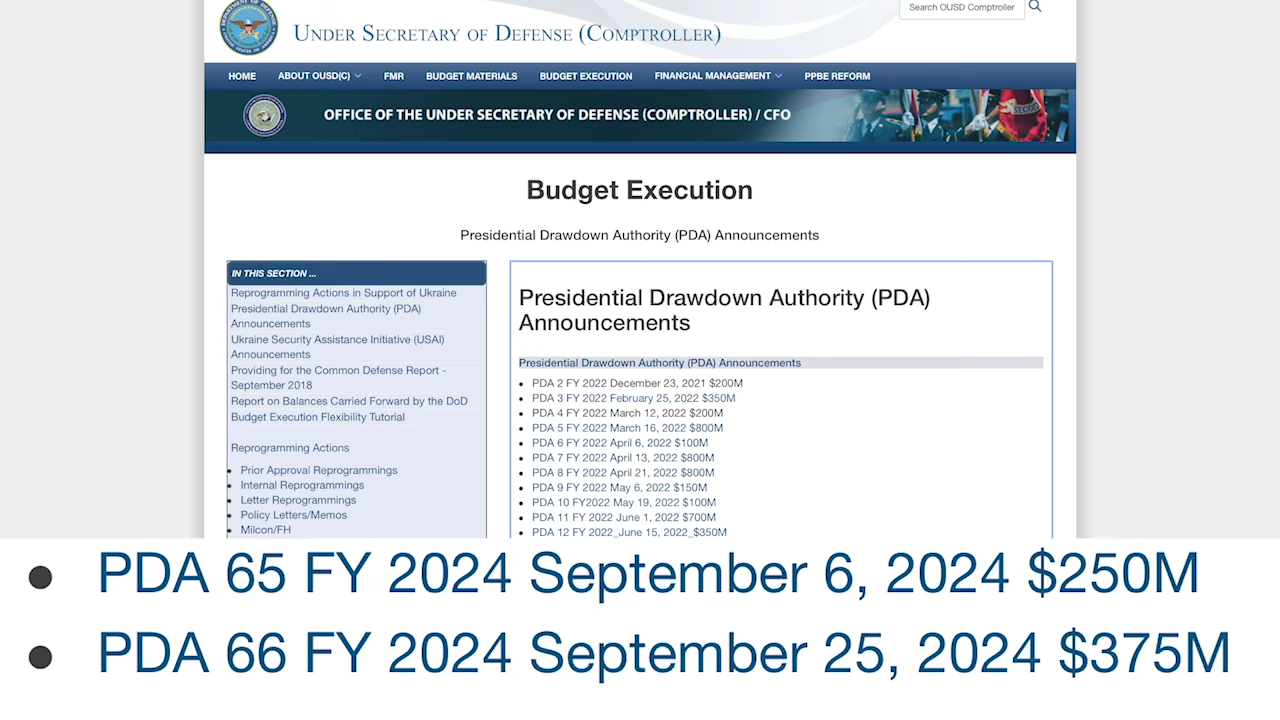 Search OUSD Comptroller
UNDER SECRETARY OF DEFENSE (COMPTROLLER)
HOME ABOUT OUSD(C) FMR BUDGET MATERIALS BUDGET EXECUTION FINANCIAL MANAGEMENT PPBE REFORM
OFFICE OF THE UNDER SECRETARY OF DEFENSE (COMPTROLLER) / CFO
Budget Execution
Presidential Drawdown Authority (PDA) Announcements
IN THIS SECTION ...
Reprogramming Actions in Support of Ukraine
Presidential Drawdown Authority (PDA)
Announcements
Ukraine Security Assistance Initiative (USAI)
Announcements
Providing for the Common Defense Report -
September 2018
Report on Balances Carried Forward by the DoD
Budget Execution Flexibility Tutorial
Reprogramming Actions
• Prior Approval Reprogrammings
• Internal Reprogrammings
• Letter Reprogrammings
• Policy Letters/Memos
• Milcon/FH
Presidential Drawdown Authority (PDA)
Announcements
Presidential Drawdown Authority (PDA) Announcements
• PDA 2 FY 2022 December 23, 2021 $200M
• PDA 3 FY 2022 February 25, 2022 $350M
• PDA 4 FY 2022 March 12, 2022 $200M
• PDA 5 FY 2022 March 16, 2022 $800M
• PDA 6 FY 2022 April 6, 2022 $100M
• PDA 7 FY 2022 April 13, 2022 $800M
• PDA 8 FY 2022 April 21, 2022 $800M
• PDA 9 FY 2022 May 6, 2022 $150M
• PDA 10 FY2022 May 19, 2022 $100M
• PDA 11 FY 2022 June 1, 2022 $700M
• PDA 12 FY 2022_June 15, 2022_$350M
• PDA 65 FY 2024 September 6, 2024 $250M
• PDA 66 FY 2024 September 25, 2024 $375M